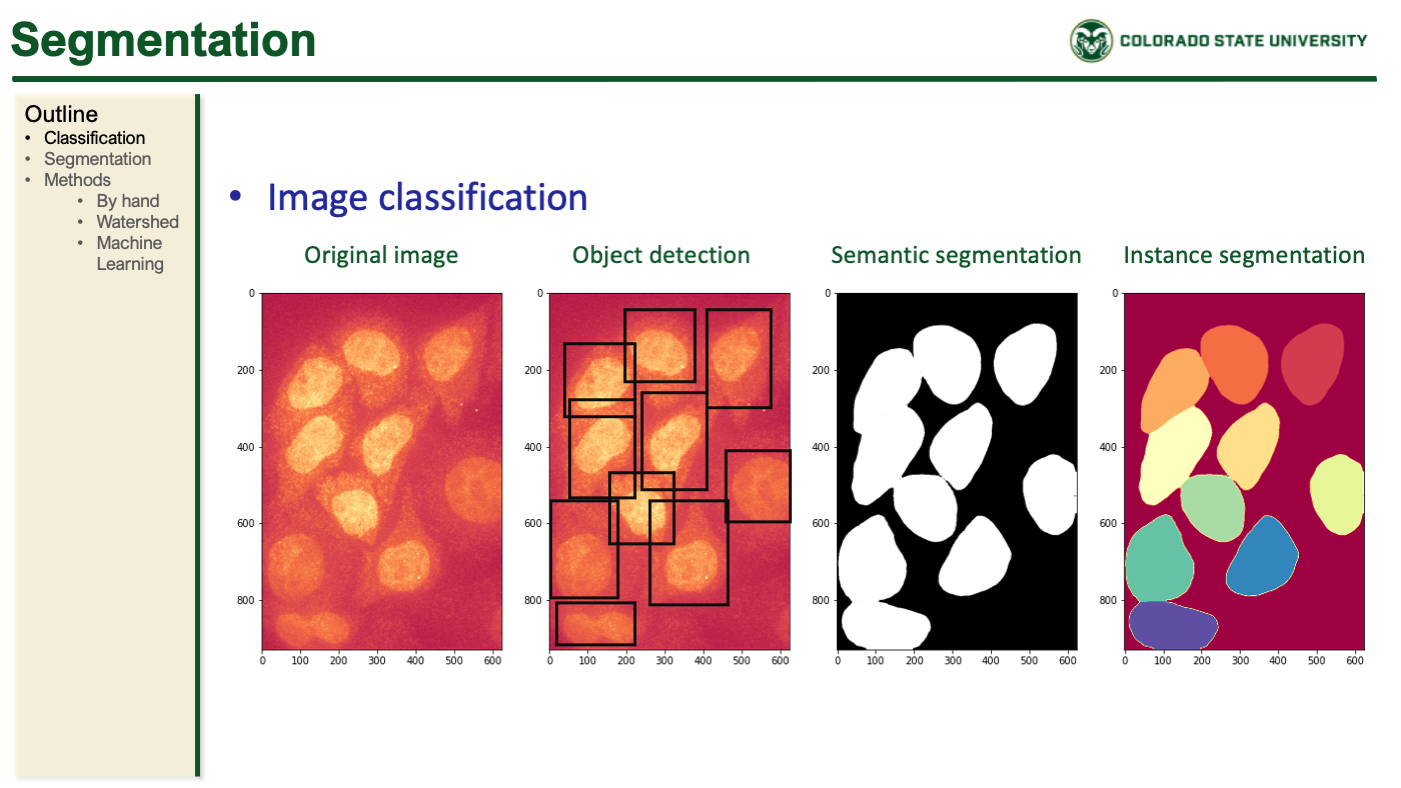 Segmentation
COLORADO STATE UNIVERSITY
Outline
• Classification
• Segmentation
• Methods
• By hand
• Watershed
• Machine
Learning
• Image classification
Original image
Object detection
Semantic segmentation
Instance segmentation
0
200
400
600
800
0 100 200 300 400 500 600
0
200
400
600
800
0 100 200 300 400 500 600
0
200
400
600
800
0 100 200 300 400 500 600
0
200
400
600
800
0 100 200 300 400 500 600